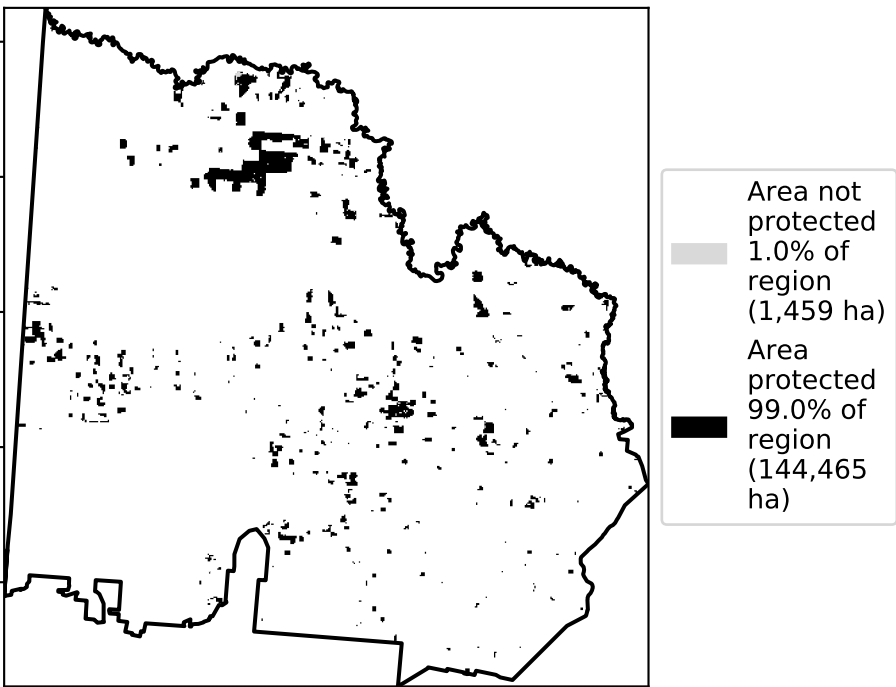 Area not
protected
1.0% of
region
(1,459 ha)
Area
protected
99.0% of
region
(144,465
ha)